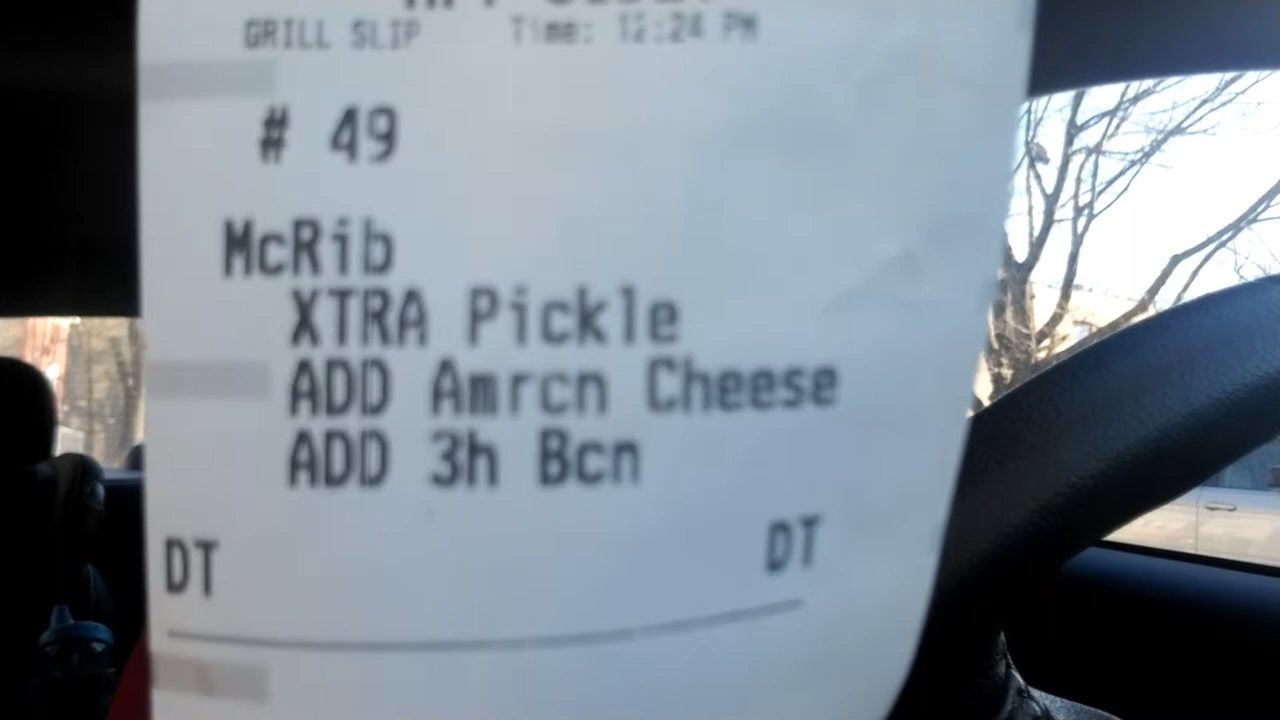 GRILL SLIP Time: 12:24 PM
# 49
McRib
XTRA Pickle
ADD Amrcn Cheese
ADD 3h Bcn
DT DT